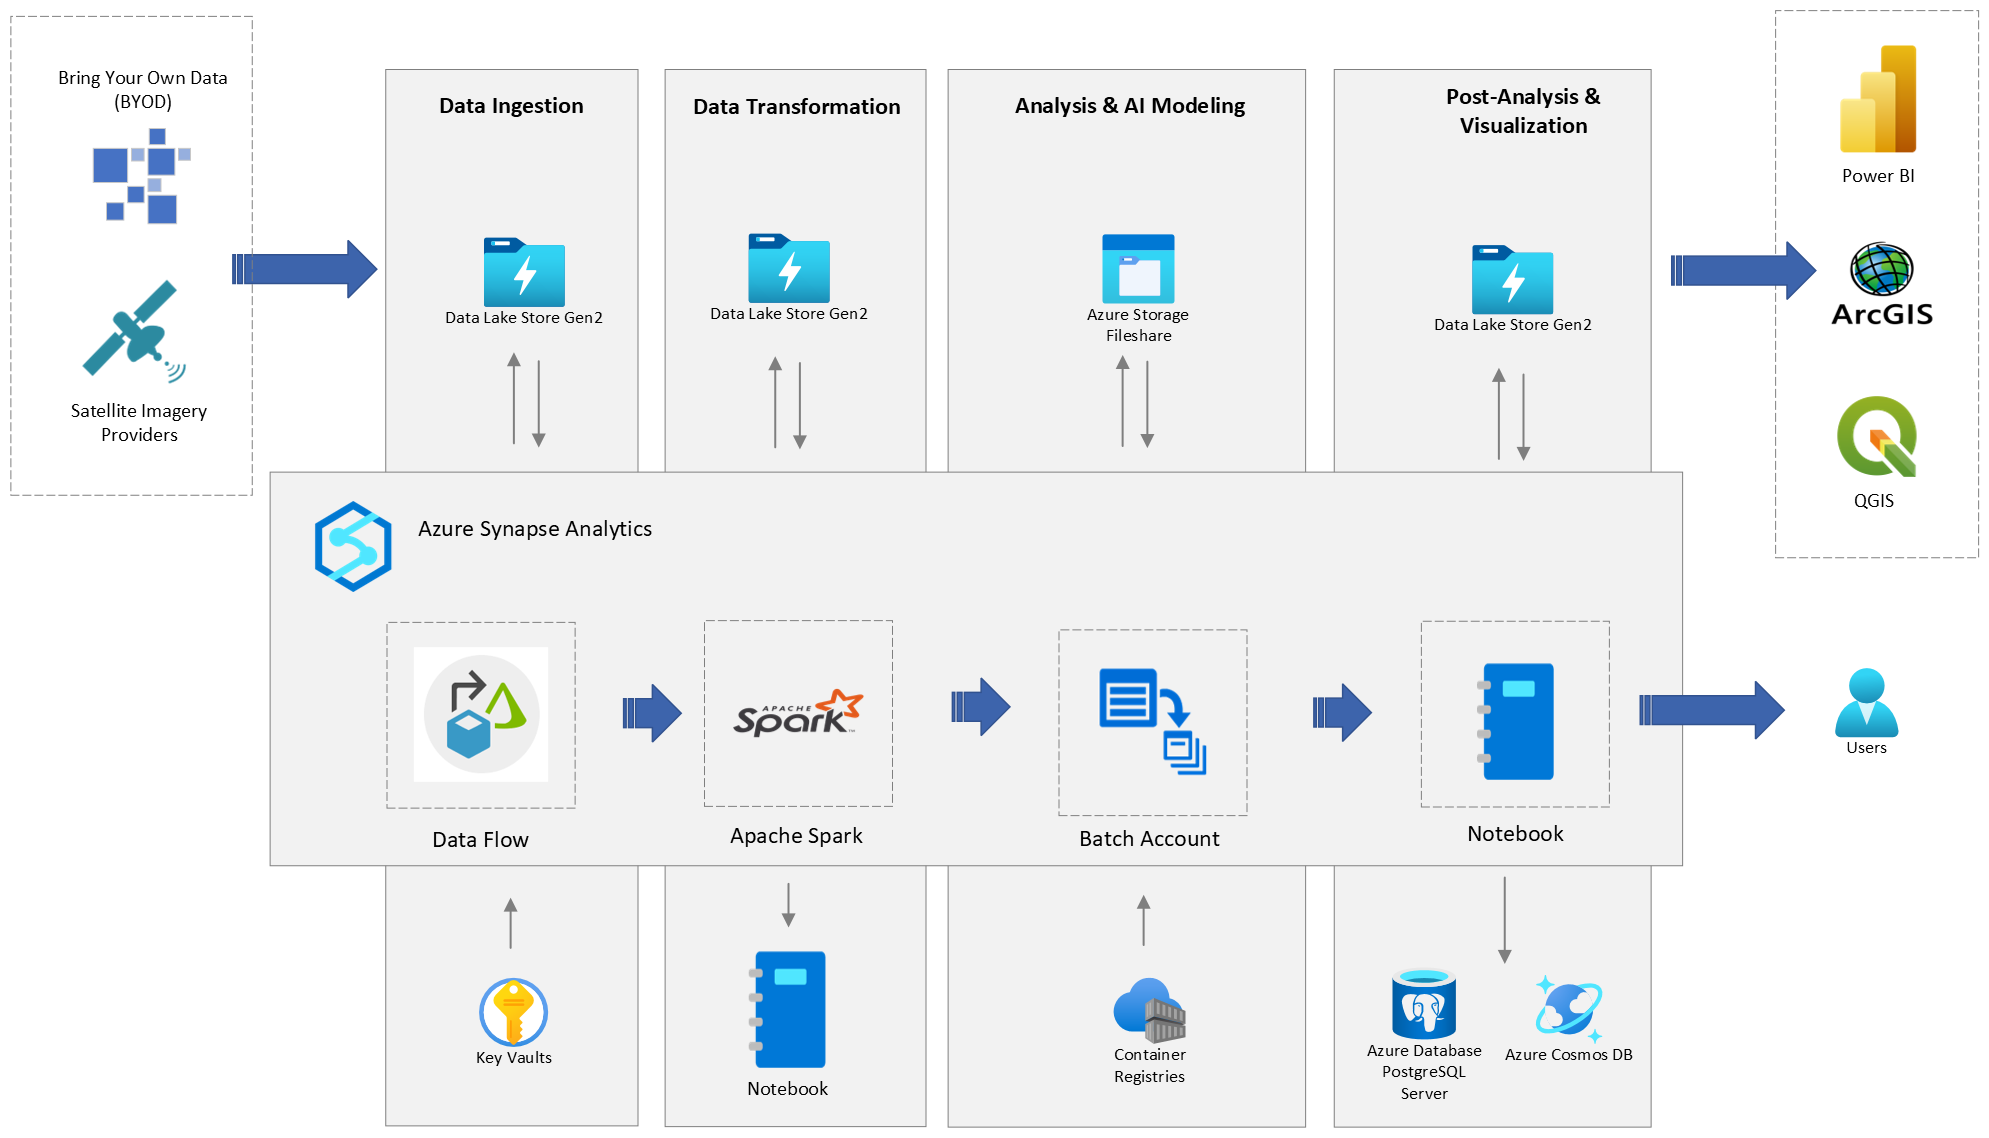 Bring Your Own Data
(BYOD)
Satellite Imagery
Providers
Data Ingestion
Data Transformation
Analysis & AI Modeling
Post-Analysis &
Visualization
Data Lake Store Gen2
Data Lake Store Gen2
Azure Storage
Fileshare
Data Lake Store Gen2
Power BI
ArcGIS
QGIS
Azure Synapse Analytics
APACHE
Spark™
Data Flow
Apache Spark
Batch Account
Notebook
Users
Key Vaults
Notebook
Container
Registries
Azure Database
PostgreSQL
Server
Azure Cosmos DB